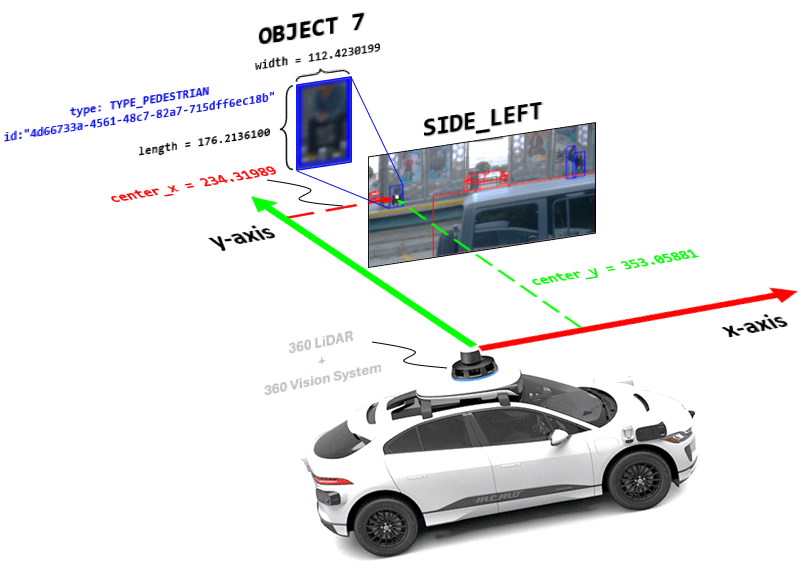 OBJECT 7
width = 112.4230199
type: TYPE_PEDESTRIAN
id:"4d66733a-4561-48c7-82a7-715dff6ec18b"
length = 176.2136100
center_x = 234.31989
SIDE_LEFT
y-axis
center_y = 353.05881
x-axis
360 LiDAR
+
360 Vision System